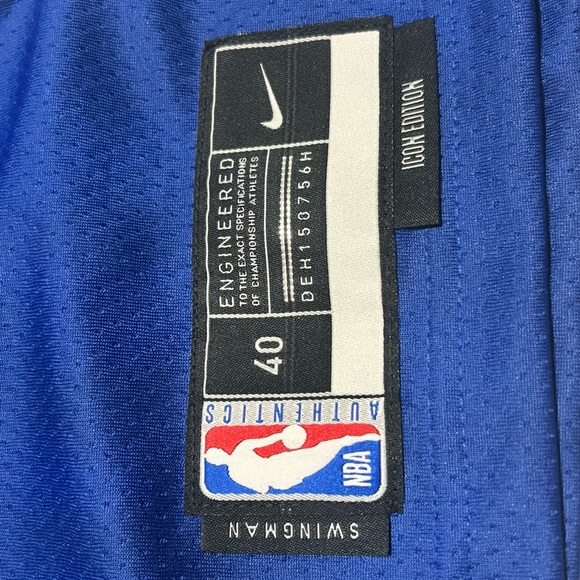 ICON EDITION
ENGINEERED
TO THE EXACT SPECIFICATIONS
OF CHAMPIONSHIP ATHLETES
DEH150756H
40
AUTHENTICS
NBA
SWINGMAN